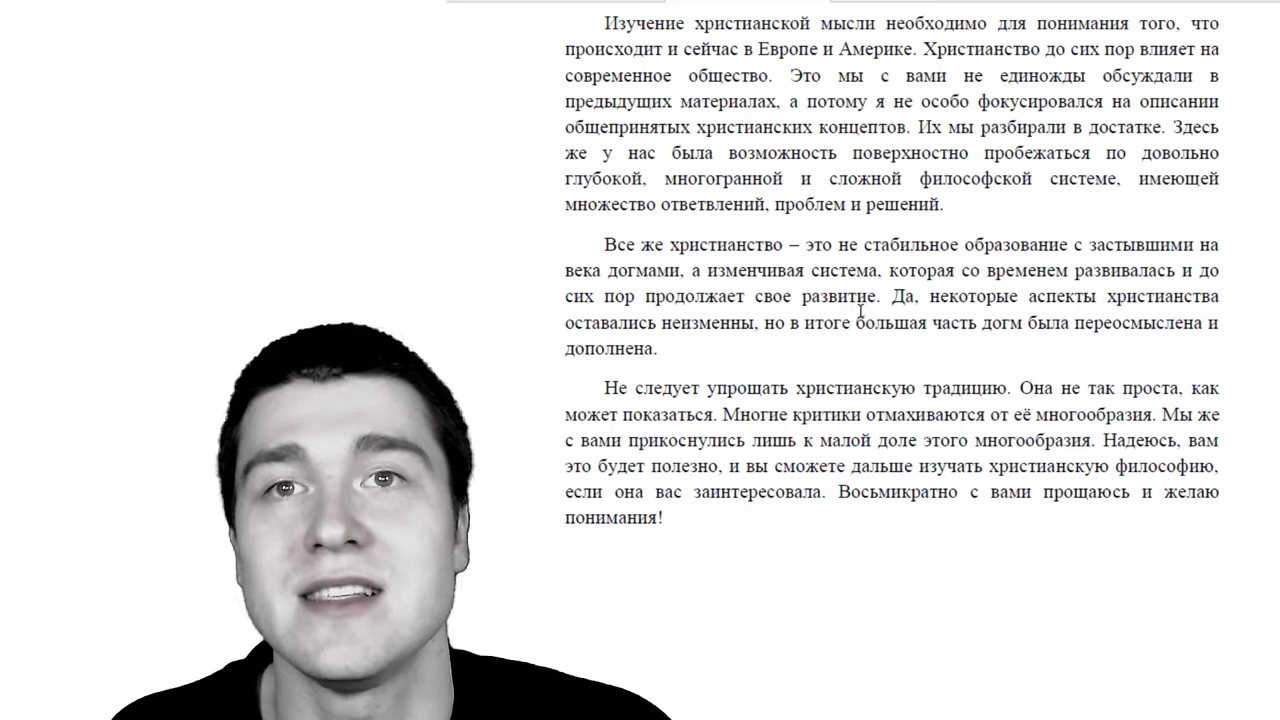 Изучение христианской мысли необходимо для понимания того, что
происходит и сейчас в Европе и Америке. Христианство до сих пор влияет на
современное общество. Это мы с вами не единожды обсуждали в
предыдущих материалах, а потому я не особо фокусировался на описании
общепринятых христианских концептов. Их мы разбирали в достатке. Здесь
же у нас была возможность поверхностно пробежаться по довольно
глубокой, многогранной и сложной философской системе, имеющей
множество ответвлений, проблем и решений.
Все же христианство – это не стабильное образование с застывшими на
века догмами, а изменчивая система, которая со временем развивалась и до
сих пор продолжает свое развитие. Да, некоторые аспекты христианства
оставались неизменны, но в итоге большая часть догм была переосмыслена и
дополнена.
Не следует упрощать христианскую традицию. Она не так проста, как
может показаться. Многие критики отмахиваются от её многообразия. Мы же
с вами прикоснулись лишь к малой доле этого многообразия. Надеюсь, вам
это будет полезно, и вы сможете дальше изучать христианскую философию,
если она вас заинтересовала. Восьмикратно с вами прощаюсь и желаю
понимания!